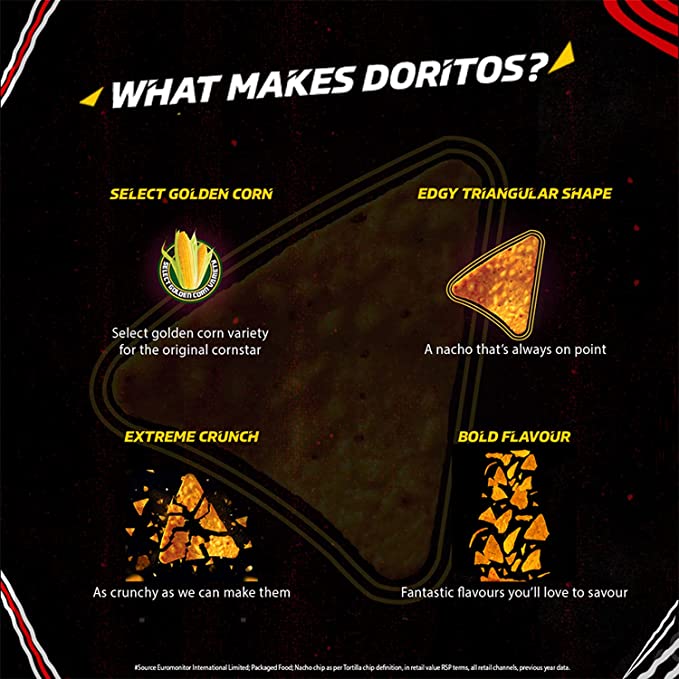 WHAT MAKES DORITOS?
SELECT GOLDEN CORN
SELECT GOLDEN CORN VARIETY
Select golden corn variety
for the original cornstar
EDGY TRIANGULAR SHAPE
A nacho that's always on point
EXTREME CRUNCH
As crunchy as we can make them
BOLD FLAVOUR
Fantastic flavours you'll love to savour
#Source Euromonitor International Limited; Packaged Food; Nacho chip as per Tortilla chip definition, in retail value RSP terms, all retail channels, previous year data.